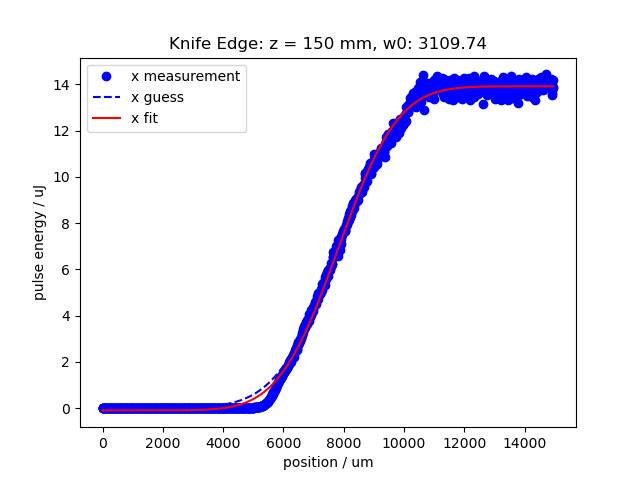 Knife Edge: z = 150 mm, w0: 3109.74
x measurement
x guess
x fit
pulse energy / uJ
14
12
10
8
6
4
2
0
0 2000 4000 6000 8000 10000 12000 14000
position / um